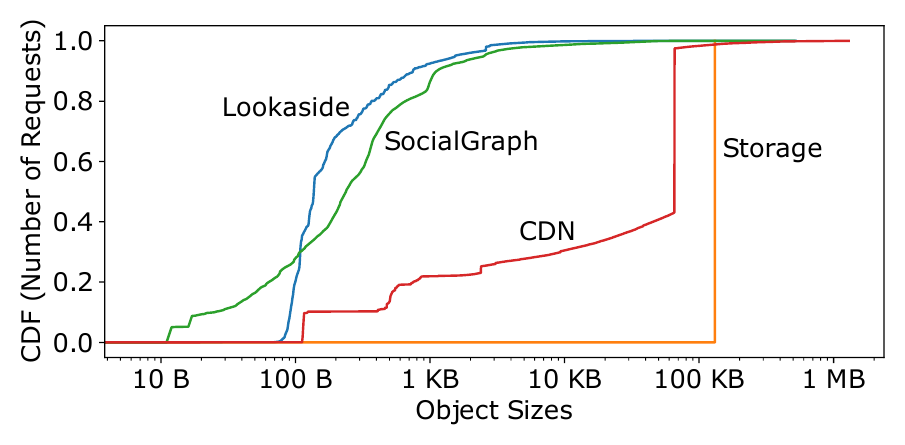 CDF (Number of Requests)
1.0
0.8
0.6
0.4
0.2
0.0
Lookaside
SocialGraph
Storage
CDN
10 B 100 B 1 KB 10 KB 100 KB 1 MB
Object Sizes